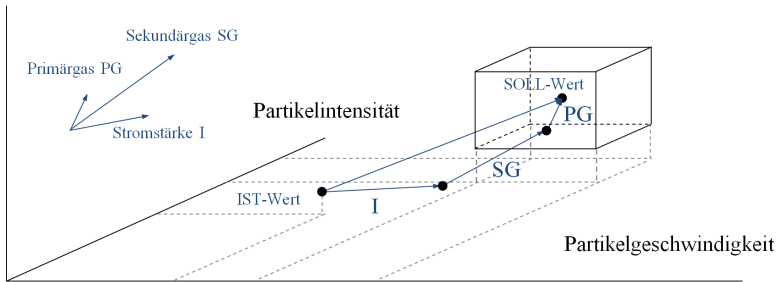 Sekundärgas SG
Primärgas PG
Stromstärke I
Partikelintensität
SOLL-Wert
PG
SG
IST-Wert
I
Partikelgeschwindigkeit